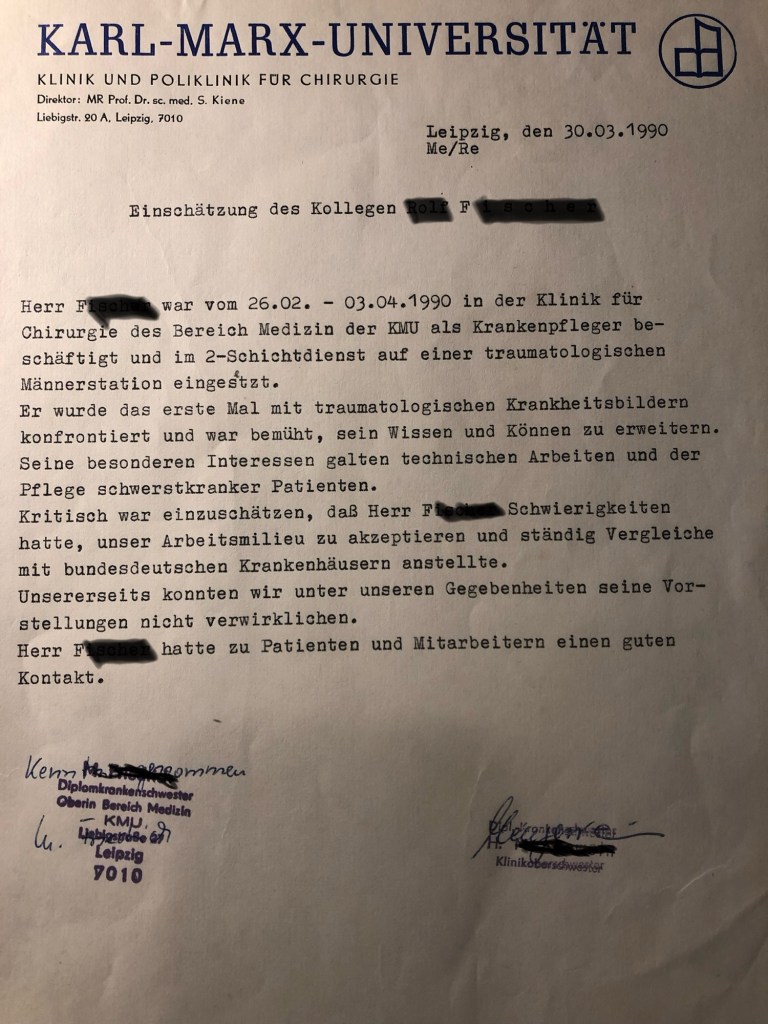 KARL-MARX-UNIVERSITÄT
KLINIK UND POLIKLINIK FÜR CHIRURGIE
Direktor: MR Prof. Dr. sc. med. S. Kiene
Liebigstr. 20 A, Leipzig, 7010
Leipzig, den 30.03.1990
Me/Re
Einschätzung des Kollegen F
Herr F war vom 26.02. - 03.04.1990 in der Klinik für
Chirurgie des Bereich Medizin der KMU als Krankenpfleger be-
schäftigt und im 2-Schichtdienst auf einer traumatologischen
Männerstation eingesetzt.
Er wurde das erste Mal mit traumatologischen Krankheitsbildern
konfrontiert und war bemüht, sein Wissen und Können zu erweitern.
Seine besonderen Interessen galten technischen Arbeiten und der
Pflege schwerstkranker Patienten.
Kritisch war einzuschätzen, daß Herr F Schwierigkeiten
hatte, unser Arbeitsmilieu zu akzeptieren und ständig Vergleiche
mit bundesdeutschen Krankenhäusern anstellte.
Unsererseits konnten wir unter unseren Gegebenheiten seine Vor-
stellungen nicht verwirklichen.
Herr F hatte zu Patienten und Mitarbeitern einen guten
Kontakt.
Diplomkrankenschwester
Oberin Bereich Medizin
KMU
Liebigstraße 27
Leipzig
7010
Klinikoberschwester